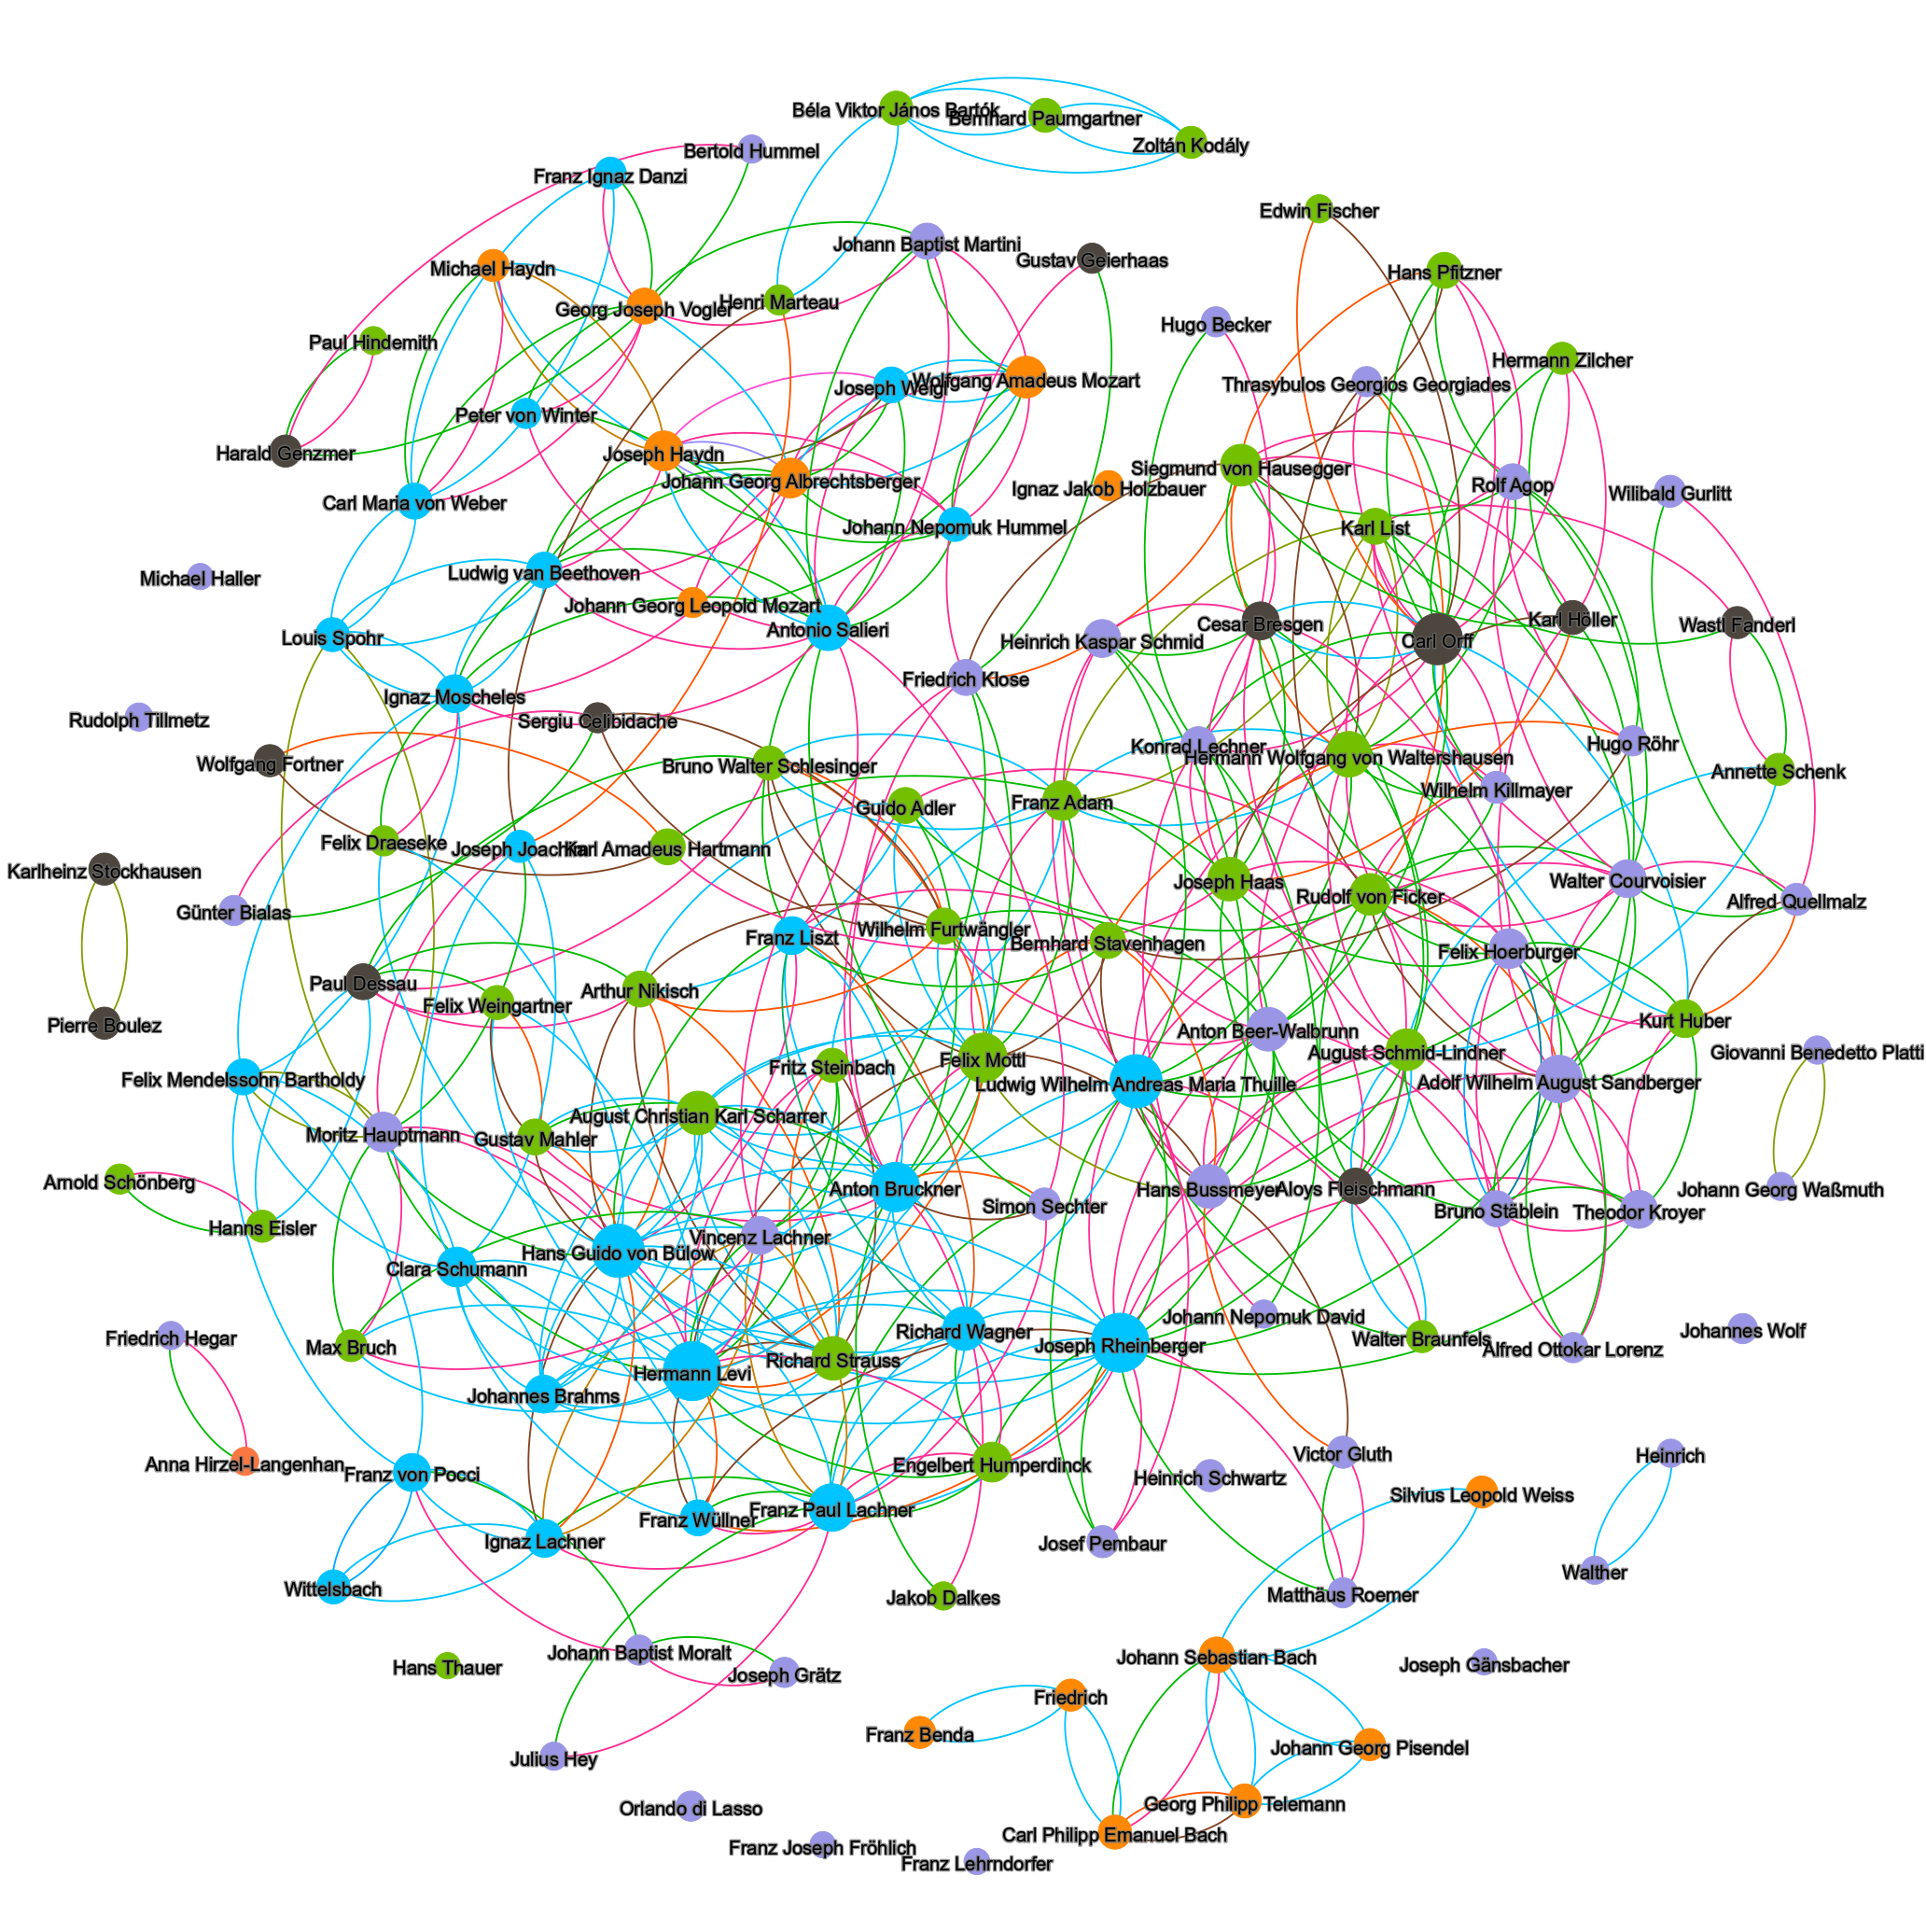 Béla Viktor János Bartók
Bernhard Paumgartner
Zoltán Kodály
Bertold Hummel
Franz Ignaz Danzi
Edwin Fischer
Johann Baptist Martini
Gustav Geierhaas
Michael Haydn
Hans Pfitzner
Georg Joseph Vogler
Henri Marteau
Hugo Becker
Paul Hindemith
Hermann Zilcher
Joseph Weigl
Wolfgang Amadeus Mozart
Thrasybulos Georgios Georgiades
Peter von Winter
Harald Genzmer
Joseph Haydn
Siegmund von Hausegger
Johann Georg Albrechtsberger
Ignaz Jakob Holzbauer
Rolf Agop
Wilibald Gurlitt
Carl Maria von Weber
Johann Nepomuk Hummel
Karl List
Michael Haller
Ludwig van Beethoven
Johann Georg Leopold Mozart
Louis Spohr
Antonio Salieri
Heinrich Kaspar Schmid
Cesar Bresgen
Carl Orff
Karl Höller
Wastl Fanderl
Friedrich Klose
Ignaz Moscheles
Rudolph Tillmetz
Sergiu Celibidache
Konrad Lechner
Hugo Röhr
Wolfgang Fortner
Bruno Walter Schlesinger
Hermann Wolfgang von Waltershausen
Annette Schenk
Wilhelm Killmayer
Guido Adler
Franz Adam
Felix Draeseke
Joseph Joachim
Karl Amadeus Hartmann
Karlheinz Stockhausen
Joseph Haas
Walter Courvoisier
Rudolf von Ficker
Alfred Quellmalz
Günter Bialas
Franz Liszt
Wilhelm Furtwängler
Bernhard Stavenhagen
Felix Hoerburger
Paul Dessau
Arthur Nikisch
Felix Weingartner
Pierre Boulez
Anton Beer-Walbrunn
Kurt Huber
August Schmid-Lindner
Giovanni Benedetto Platti
Felix Mottl
Fritz Steinbach
Felix Mendelssohn Bartholdy
Ludwig Wilhelm Andreas Maria Thuille
Adolf Wilhelm August Sandberger
August Christian Karl Scharrer
Moritz Hauptmann
Gustav Mahler
Arnold Schönberg
Anton Bruckner
Hans Bussmeyer
Aloys Fleischmann
Johann Georg Waßmuth
Simon Sechter
Bruno Stäblein
Theodor Kroyer
Hanns Eisler
Vincenz Lachner
Hans Guido von Bülow
Clara Schumann
Johann Nepomuk David
Friedrich Hegar
Richard Wagner
Johannes Wolf
Max Bruch
Joseph Rheinberger
Walter Braunfels
Alfred Ottokar Lorenz
Richard Strauss
Hermann Levi
Johannes Brahms
Victor Gluth
Heinrich
Anna Hirzel-Langenhan
Franz von Pocci
Engelbert Humperdinck
Heinrich Schwartz
Silvius Leopold Weiss
Franz Paul Lachner
Franz Wüllner
Ignaz Lachner
Josef Pembaur
Walther
Wittelsbach
Jakob Dalkes
Matthäus Roemer
Johann Baptist Moralt
Johann Sebastian Bach
Hans Thauer
Joseph Grätz
Joseph Gänsbacher
Friedrich
Franz Benda
Johann Georg Pisendel
Julius Hey
Georg Philipp Telemann
Orlando di Lasso
Carl Philipp Emanuel Bach
Franz Joseph Fröhlich
Franz Lehrndorfer